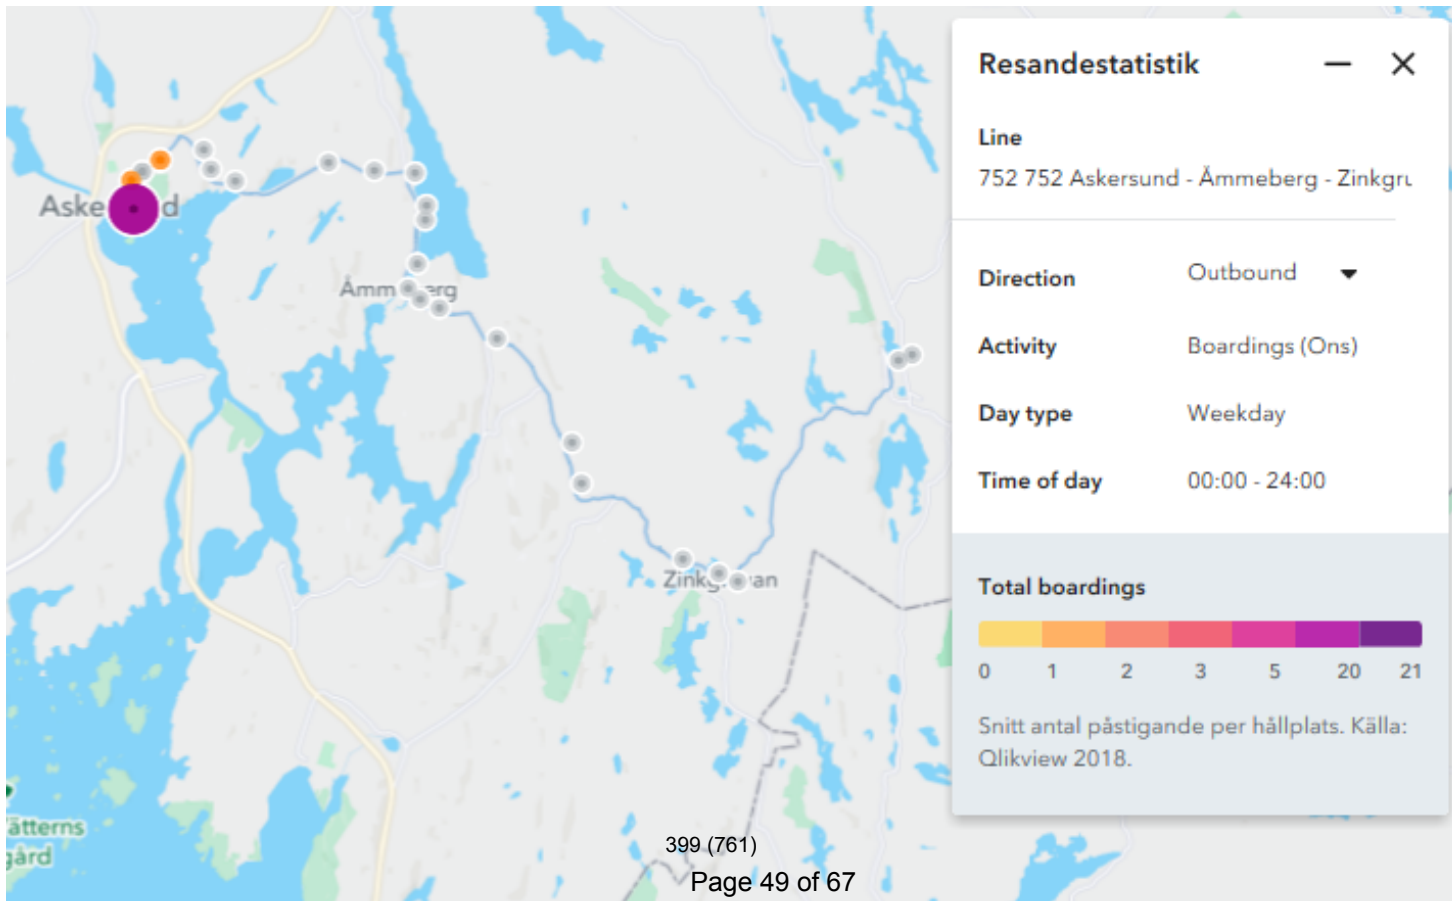 Resandestatistik
Line
752 752 Askersund - Åmmeberg - Zinkgru
Direction
Outbound
Activity
Boardings (Ons)
Day type
Weekday
Time of day
00:00 - 24:00
Total boardings
0 1 2 3 5 20 21
Snitt antal påstigande per hållplats. Källa:
Qlikview 2018.
Aske d
Åmm erg
Zinkg an
ätterns
gård
399 (761)
Page 49 of 67